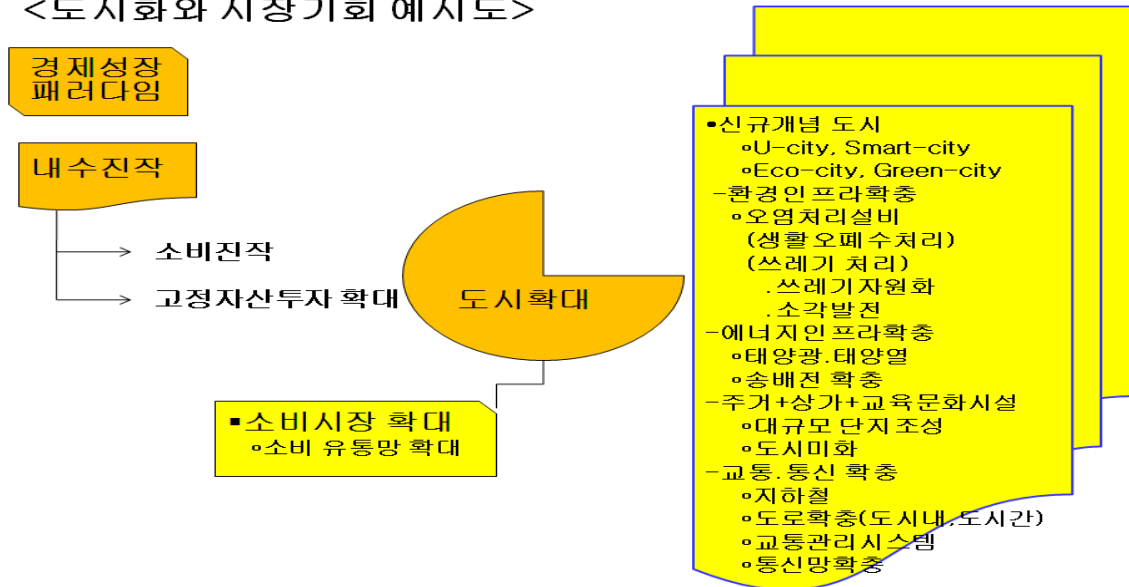 <도시화와 시장기회 예시도>
경제성장
패러다임
내수진작
소비진작
고정자산투자 확대
도시확대
▪소비시장 확대
∘소비 유통망 확대
•신규개념 도시
∘U-city, Smart-city
∘Eco-city, Green-city
-환경인프라확충
∘오염처리설비
(생활오폐수처리)
(쓰레기 처리)
.쓰레기자원화
.소각발전
-에너지인프라확충
∘태양광.태양열
∘송배전 확충
-주거+상가+교육문화시설
∘대규모 단지조성
∘도시미화
-교통.통신 확충
∘지하철
∘도로확충(도시내,도시간)
∘교통관리시스템
∘통신망확충